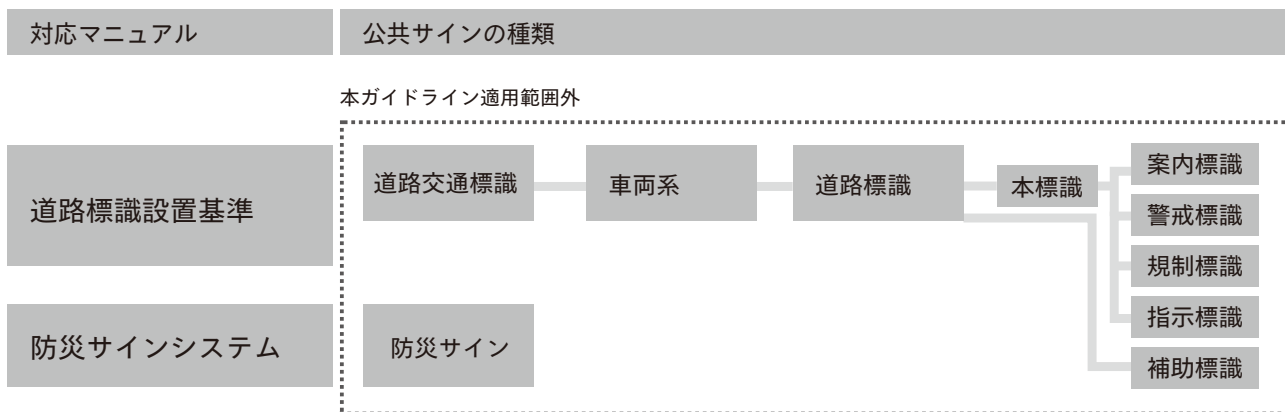 対応マニュアル
公共サインの種類
本ガイドライン適用範囲外
道路標識設置基準
道路交通標識
車両系
道路標識
本標識
案内標識
警戒標識
規制標識
指示標識
補助標識
防災サインシステム
防災サイン